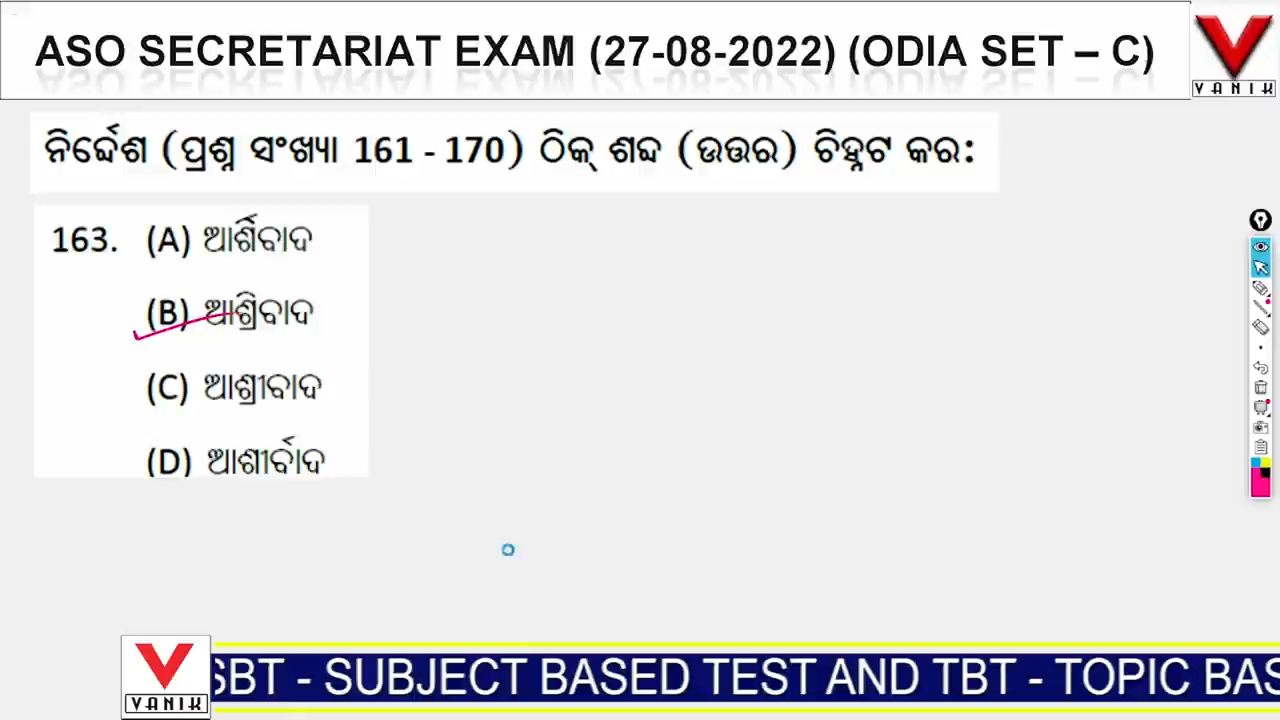 ASO SECRETARIAT EXAM (27-08-2022) (ODIA SET – C)
VANIK
ନିର୍ଦ୍ଦେଶ (ପ୍ରଶ୍ନ ସଂଖ୍ୟା 161 - 170) ଠିକ୍ ଶବ୍ଦ (ଉତ୍ତର) ଚିହ୍ନଟ କର:
163. (A) ଆର୍ଶିବାଦ
(B) ଆଶ୍ରିବାଦ
(C) ଆଶ୍ରୀବାଦ
(D) ଆଶୀର୍ବାଦ
VANIK
SBT - SUBJECT BASED TEST AND TBT - TOPIC BAS